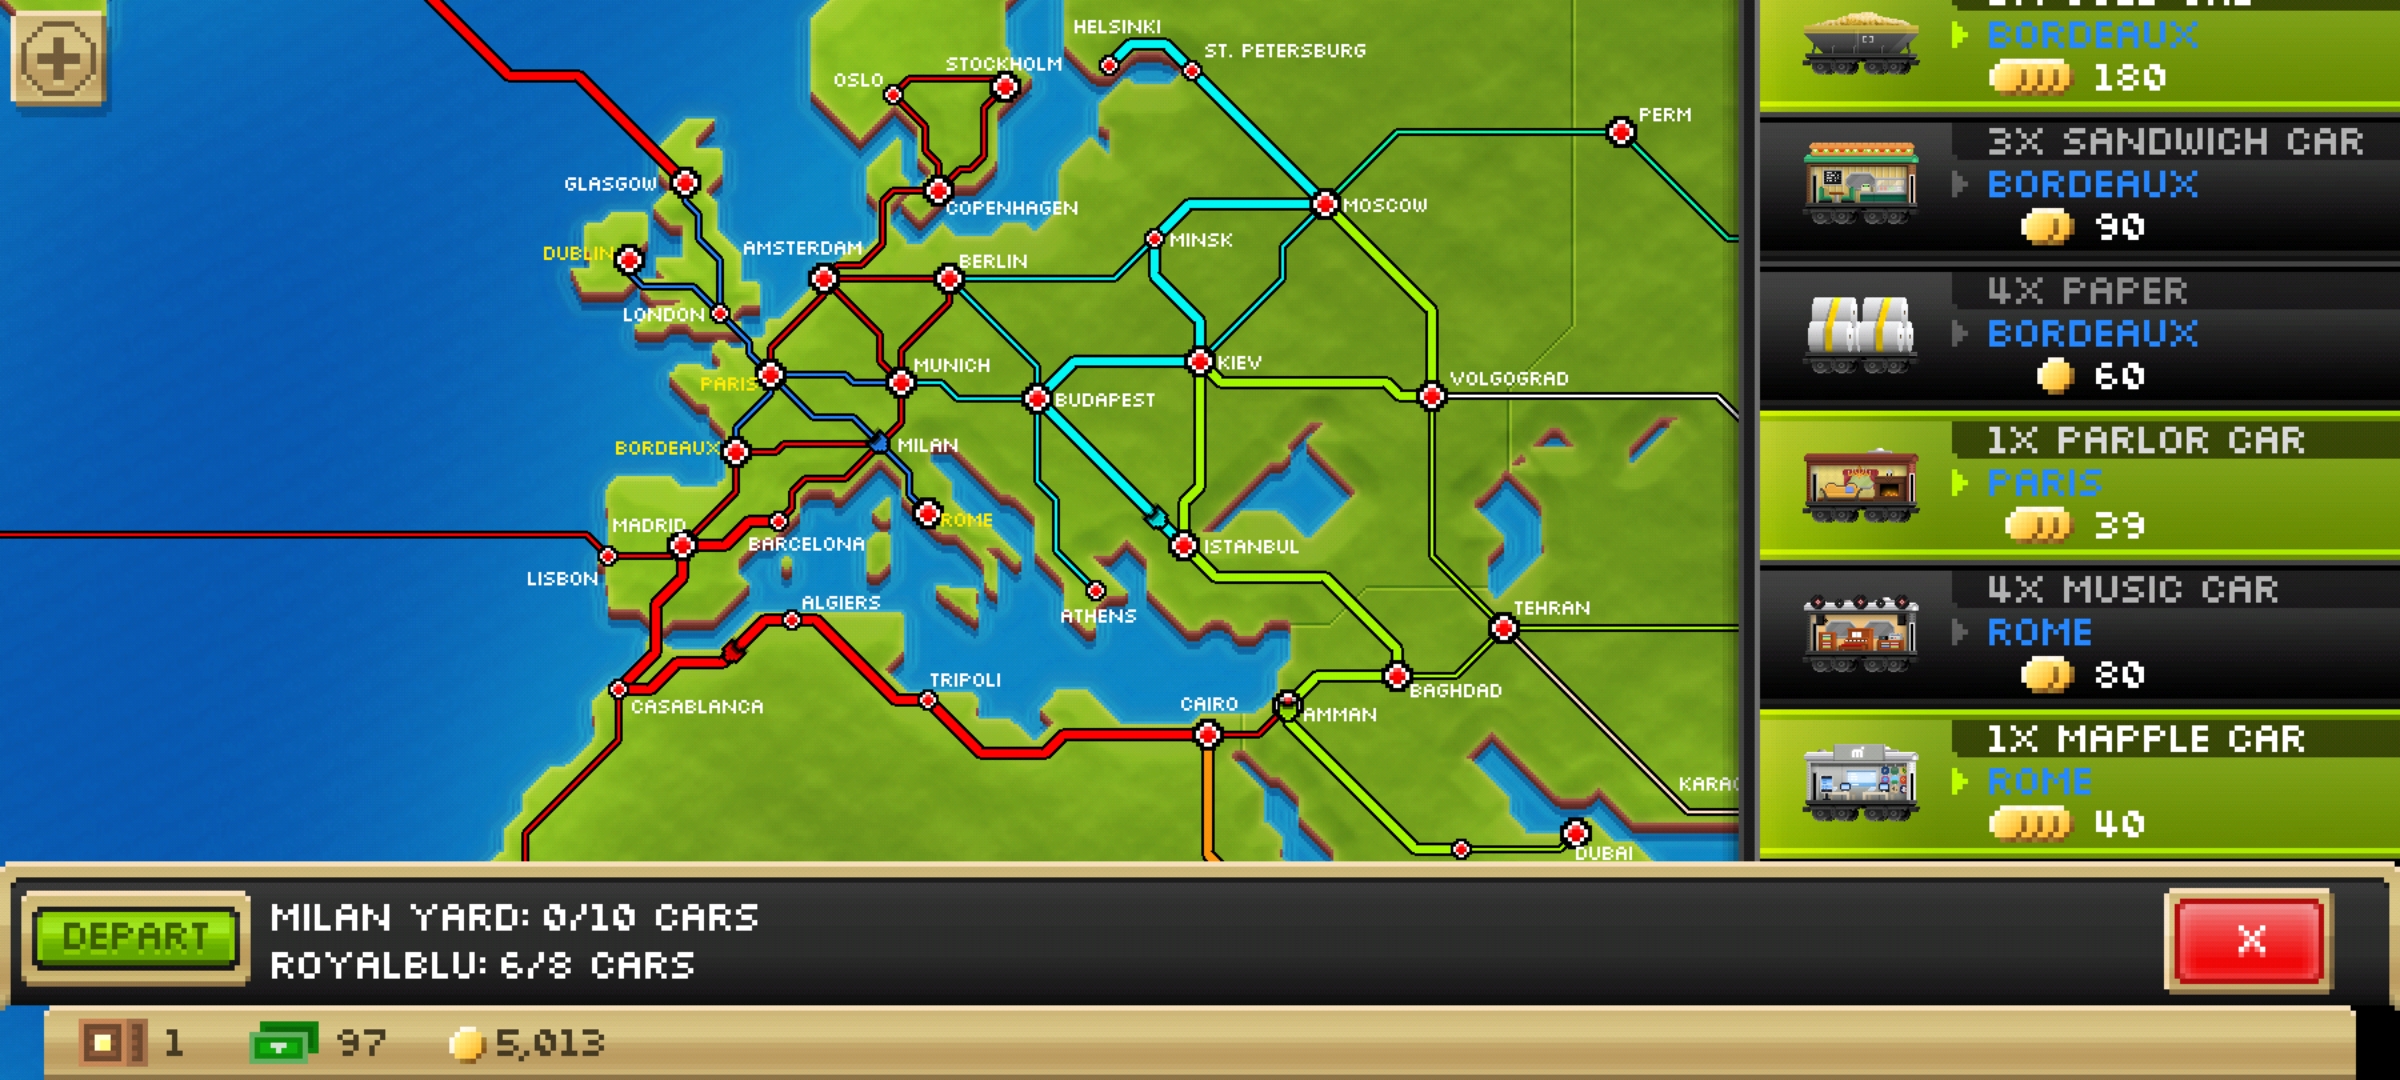 HELSINKI
ST. PETERSBURG
STOCKHOLM
OSLO
PERM
GLASGOW
COPENHAGEN
MOSCOW
DUBLIN
AMSTERDAM
BERLIN
MINSK
LONDON
PARIS
MUNICH
KIEV
BUDAPEST
VOLGOGRAD
BORDEAUX
MILAN
MADRID
ROME
BARCELONA
ISTANBUL
LISBON
ALGIERS
ATHENS
TEHRAN
CASABLANCA
TRIPOLI
CAIRO
BAGHDAD
AMMAN
KARAC
DUBAI
BORDEAUX
180
3X SANDWICH CAR
BORDEAUX
90
4X PAPER
BORDEAUX
60
1X PARLOR CAR
PARIS
39
4X MUSIC CAR
ROME
80
1X MAPPLE CAR
ROME
40
DEPART
MILAN YARD: 0/10 CARS
ROYALBLU: 6/8 CARS
X
1
97
5,013